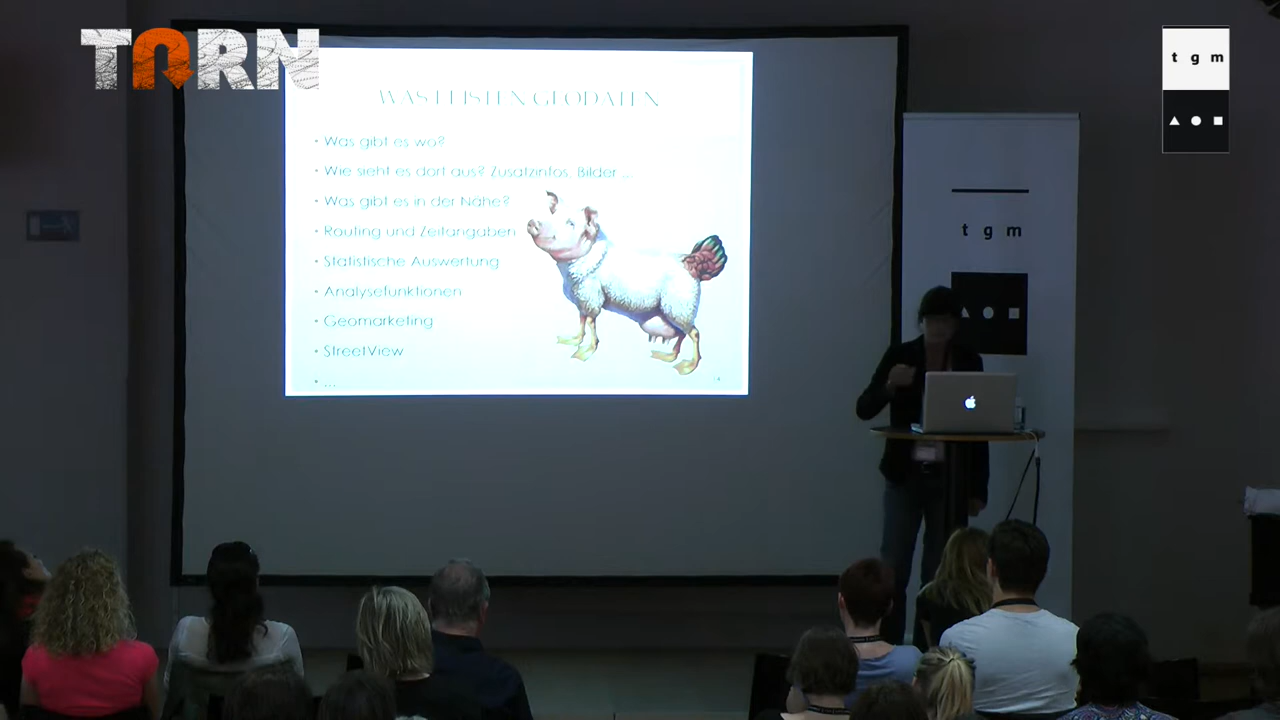 TURN
t g m
WAS LEISTEN GEODATEN
• Was gibt es wo?
• Wie sieht es dort aus? Zusatzinfos, Bilder ...
• Was gibt es in der Nähe?
• Routing und Zeitangaben
• Statistische Auswertung
• Analysefunktionen
• Geomarketing
• StreetView
• ...
t g m